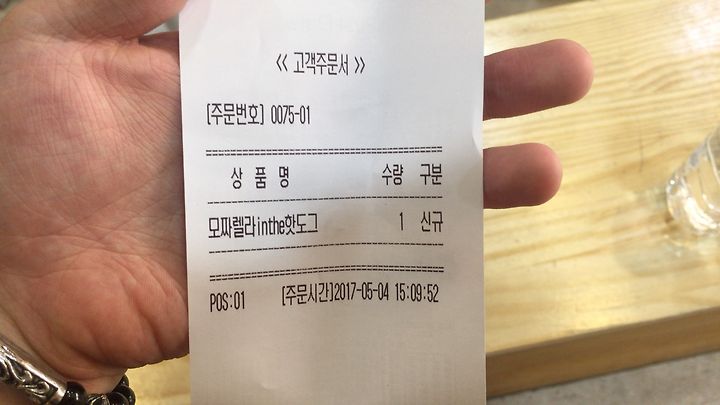 《 고객주문서 》
[주문번호] 0075-01
상 품 명 수량 구분
모짜렐라inthe핫도그 1 신규
POS:01 [주문시간]2017-05-04 15:09:52